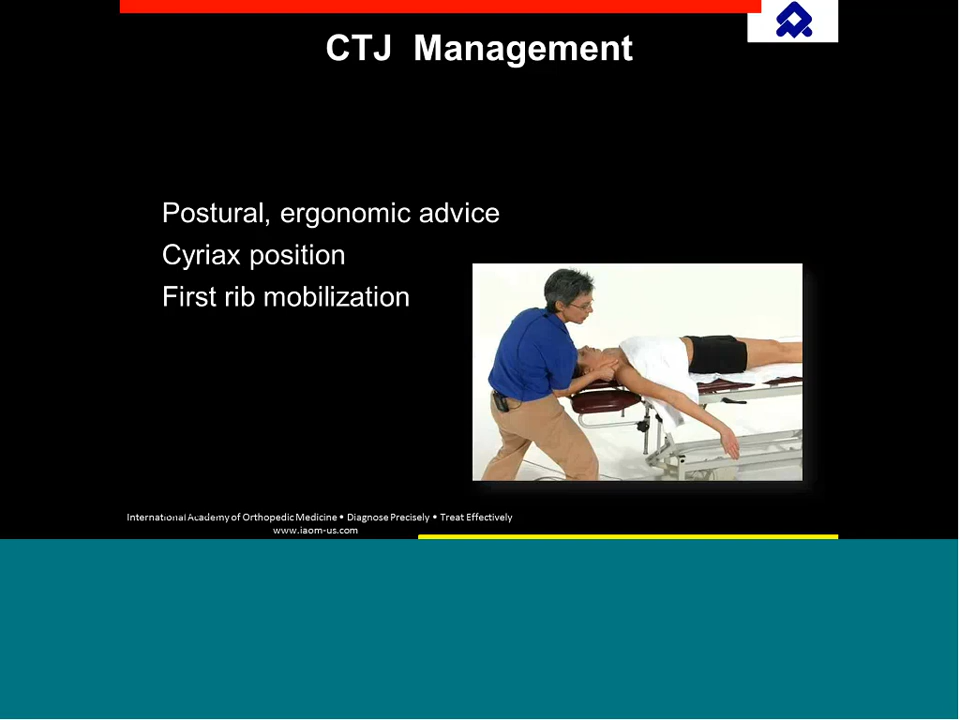 CTJ Management
Postural, ergonomic advice
Cyriax position
First rib mobilization
International Academy of Orthopedic Medicine • Diagnose Precisely • Treat Effectively
www.iaom-us.com